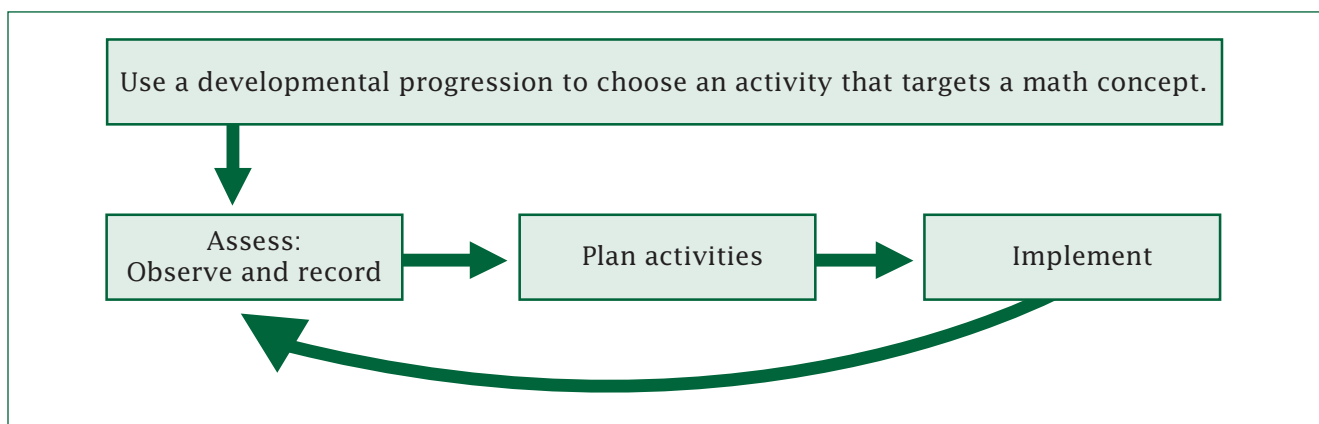 Use a developmental progression to choose an activity that targets a math concept.
Assess:
Observe and record
Plan activities
Implement